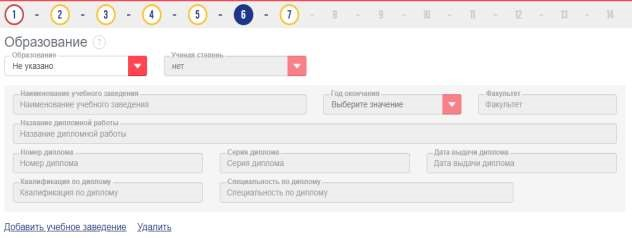 1 - 2 - 3 - 4 - 5 - 6 - 7 - 8 - 9 - 10 - 11 - 12 - 13 - 14
Образование ?
Образование Ученая степень
Не указано нет
Наименование учебного заведения Год окончания Факультет
Наименование учебного заведения Выберите значение Факультет
Название дипломной работы
Название дипломной работы
Номер диплома Серия диплома Дата выдачи диплома
Номер диплома Серия диплома Дата выдачи диплома
Квалификация по диплому Специальность по диплому
Квалификация по диплому Специальность по диплому
Добавить учебное заведение Удалить